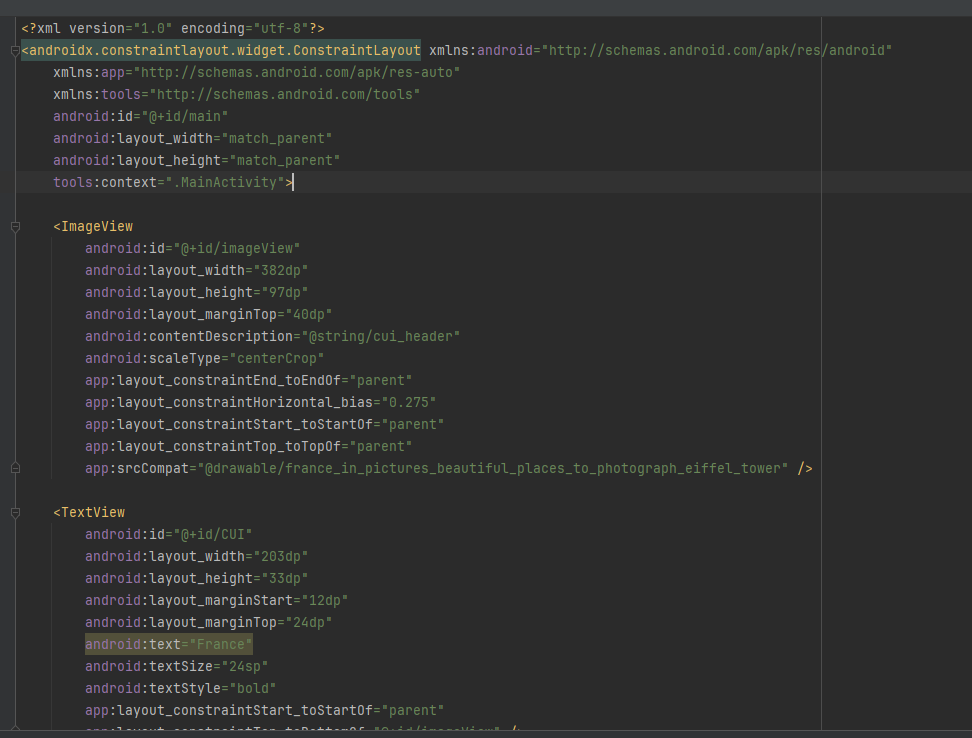 <?xml version="1.0" encoding="utf-8"?>
<androidx.constraintlayout.widget.ConstraintLayout xmlns:android="http://schemas.android.com/apk/res/android"
    xmlns:app="http://schemas.android.com/apk/res-auto"
    xmlns:tools="http://schemas.android.com/tools"
    android:id="@+id/main"
    android:layout_width="match_parent"
    android:layout_height="match_parent"
    tools:context=".MainActivity">
    <ImageView
        android:id="@+id/imageView"
        android:layout_width="382dp"
        android:layout_height="97dp"
        android:layout_marginTop="40dp"
        android:contentDescription="@string/cui_header"
        android:scaleType="centerCrop"
        app:layout_constraintEnd_toEndOf="parent"
        app:layout_constraintHorizontal_bias="0.275"
        app:layout_constraintStart_toStartOf="parent"
        app:layout_constraintTop_toTopOf="parent"
        app:srcCompat="@drawable/france_in_pictures_beautiful_places_to_photograph_eiffel_tower" />
    <TextView
        android:id="@+id/CUI"
        android:layout_width="203dp"
        android:layout_height="33dp"
        android:layout_marginStart="12dp"
        android:layout_marginTop="24dp"
        android:text="France"
        android:textSize="24sp"
        android:textStyle="bold"
        app:layout_constraintStart_toStartOf="parent"